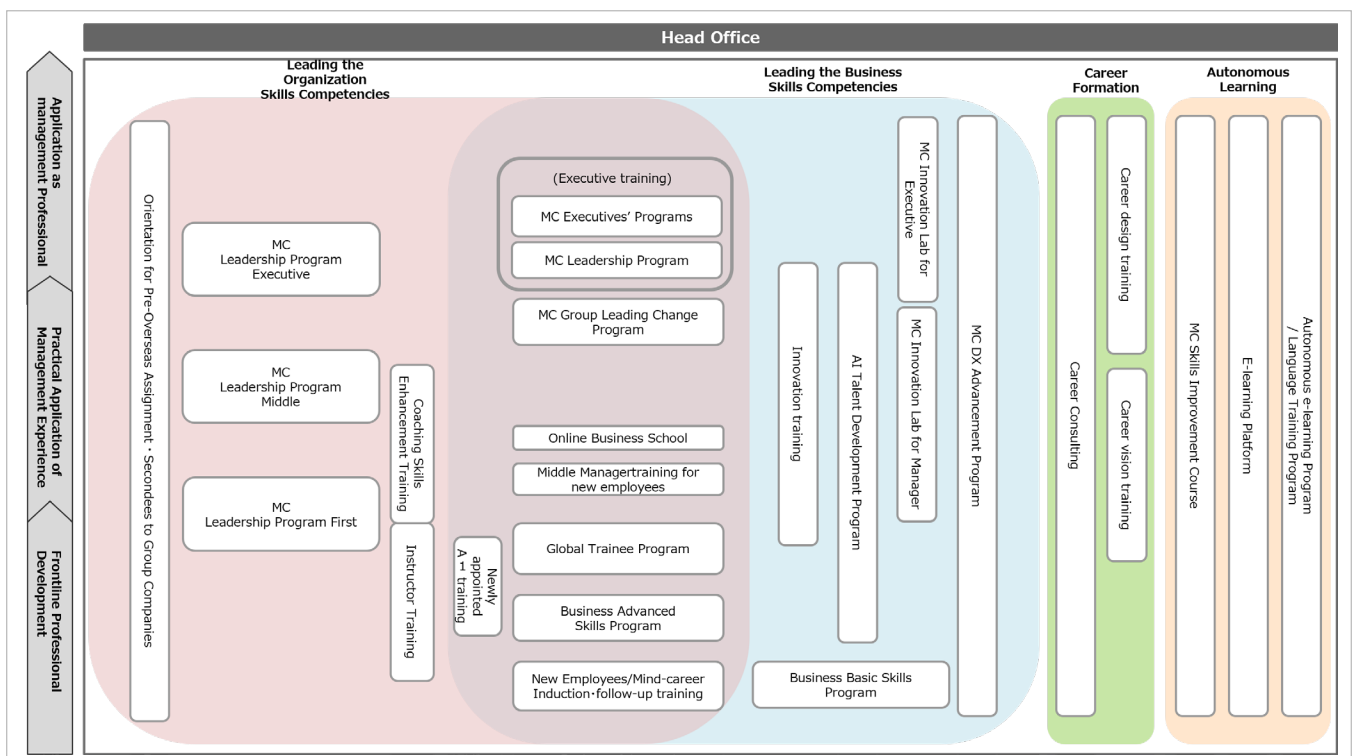 Head Office
Application as
management Professional
Practical Application of
Management Experience
Frontline Professional
Development
Leading the
Organization
Skills Competencies
Orientation for Pre-Overseas Assignment・Secondees to Group Companies
MC
Leadership Program
Executive
MC
Leadership Program
Middle
MC
Leadership Program First
Coaching Skills
Enhancement Training
Instructor Training
Newly
appointed
A1 training
(Executive training)
MC Executives’ Programs
MC Leadership Program
MC Group Leading Change
Program
Online Business School
Middle Managertraining for
new employees
Global Trainee Program
Business Advanced
Skills Program
New Employees/Mind-career
Induction・follow-up training
Leading the Business
Skills Competencies
Innovation training
AI Talent Development Program
MC Innovation Lab for
Executive
MC Innovation Lab for Manager
MC DX Advancement Program
Business Basic Skills
Program
Career
Formation
Career Consulting
Career design training
Career vision training
Autonomous
Learning
MC Skills Improvement Course
E-learning Platform
Autonomous e-learning Program
/ Language Training Program